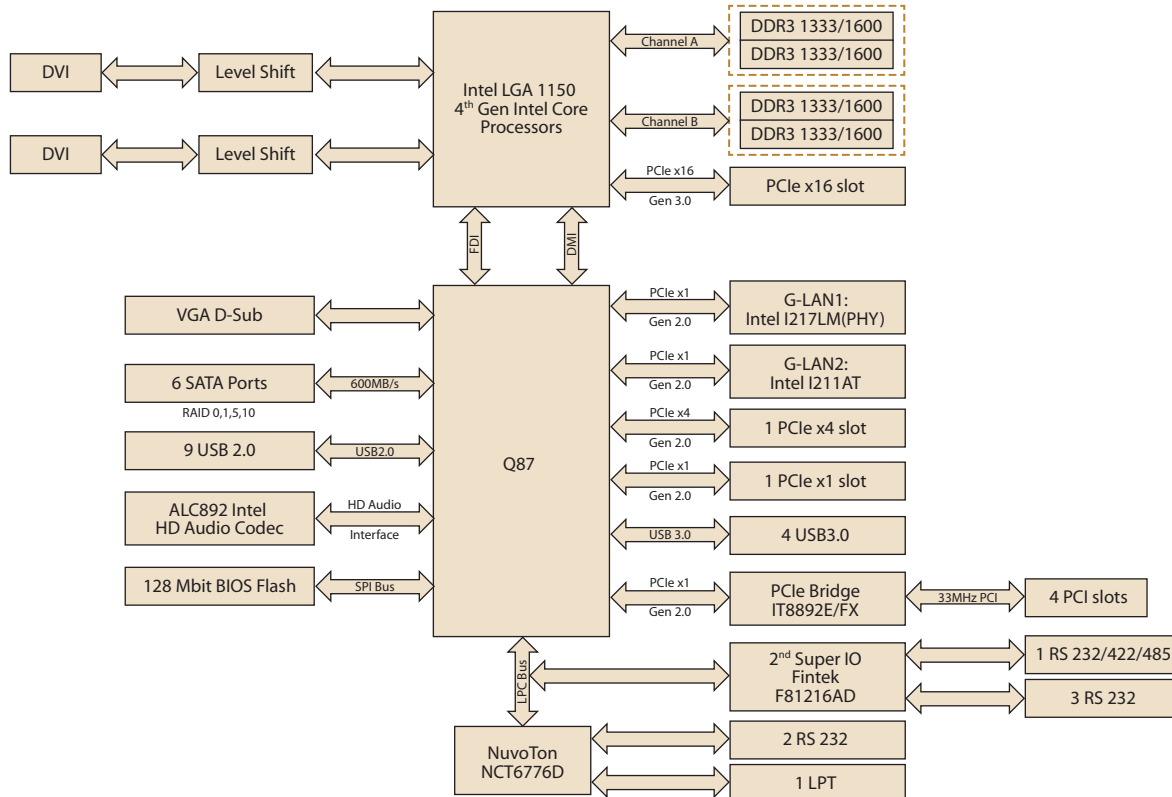 DVI
Level Shift
DVI
Level Shift
Intel LGA 1150
4th Gen Intel Core
Processors
Channel A
DDR3 1333/1600
DDR3 1333/1600
Channel B
DDR3 1333/1600
DDR3 1333/1600
PCIe x16
Gen 3.0
PCIe x16 slot
FDI
DMI
VGA D-Sub
6 SATA Ports
600MB/s
RAID 0,1,5,10
9 USB 2.0
USB2.0
ALC892 Intel
HD Audio Codec
HD Audio
Interface
128 Mbit BIOS Flash
SPI Bus
Q87
PCIe x1
Gen 2.0
G-LAN1:
Intel I217LM(PHY)
PCIe x1
Gen 2.0
G-LAN2:
Intel I211AT
PCIe x4
Gen 2.0
1 PCIe x4 slot
PCIe x1
Gen 2.0
1 PCIe x1 slot
USB 3.0
4 USB3.0
PCIe x1
Gen 2.0
PCIe Bridge
IT8892E/FX
33MHz PCI
4 PCI slots
LPC Bus
2nd Super IO
Fintek
F81216AD
1 RS 232/422/485
3 RS 232
NuvoTon
NCT6776D
2 RS 232
1 LPT